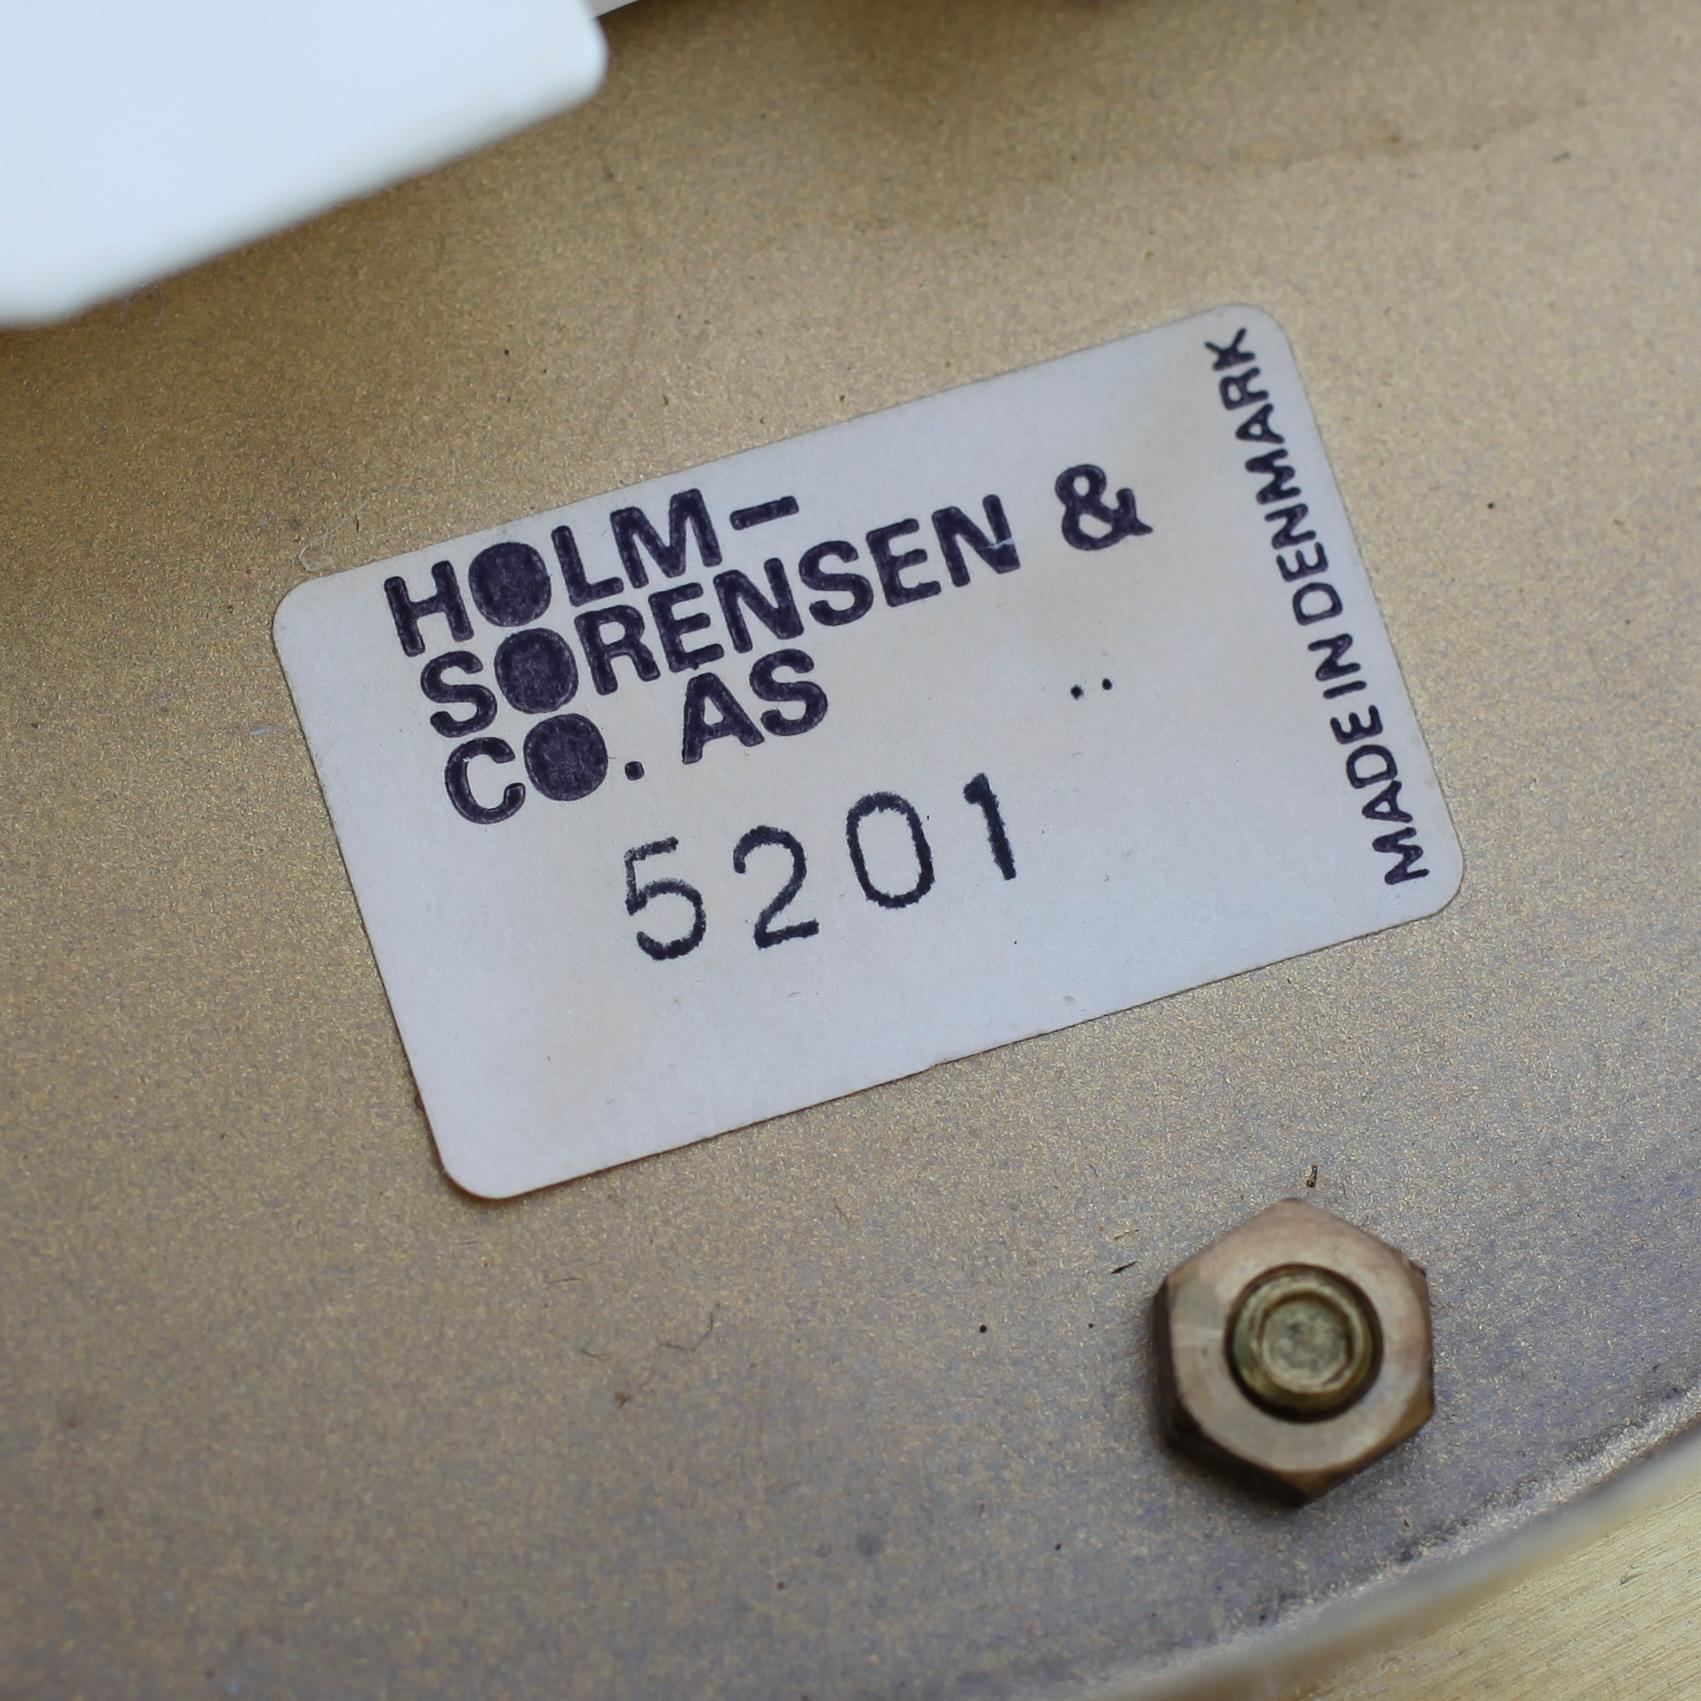 HOLM-
SORENSEN &
CO. AS
5201
MADE IN DENMARK